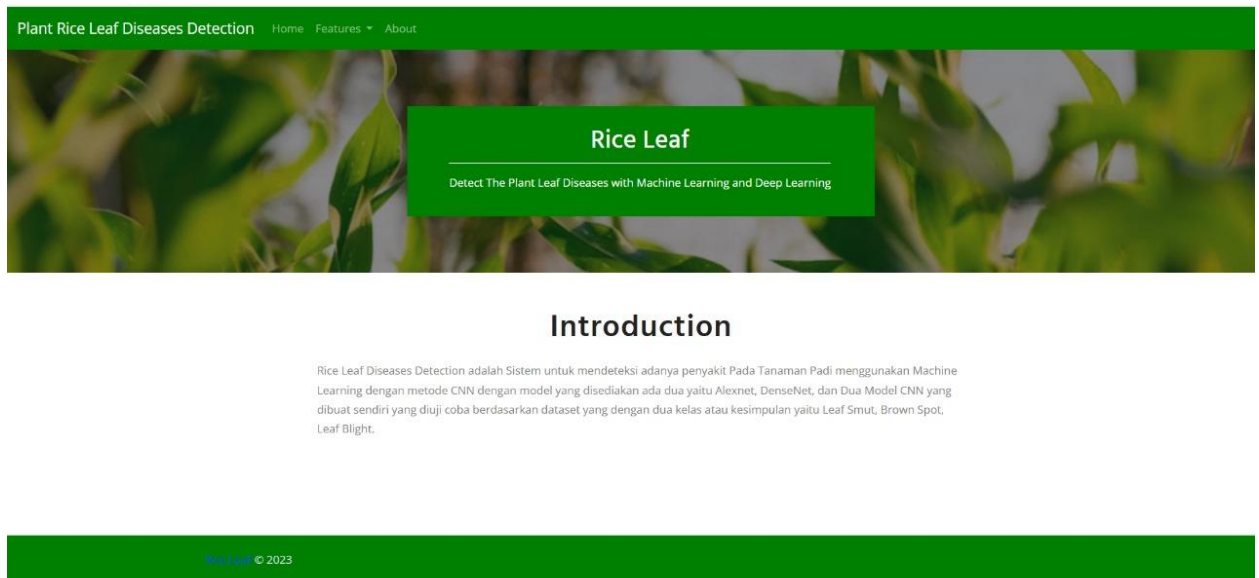 Plant Rice Leaf Diseases Detection Home Features About
Rice Leaf
Detect The Plant Leaf Diseases with Machine Learning and Deep Learning
Introduction
Rice Leaf Diseases Detection adalah Sistem untuk mendeteksi adanya penyakit Pada Tanaman Padi menggunakan Machine
Learning dengan metode CNN dengan model yang disediakan ada dua yaitu Alexnet, DenseNet, dan Dua Model CNN yang
dibuat sendiri yang diuji coba berdasarkan dataset yang dengan dua kelas atau kesimpulan yaitu Leaf Smut, Brown Spot,
Leaf Blight.
Rice Leaf © 2023